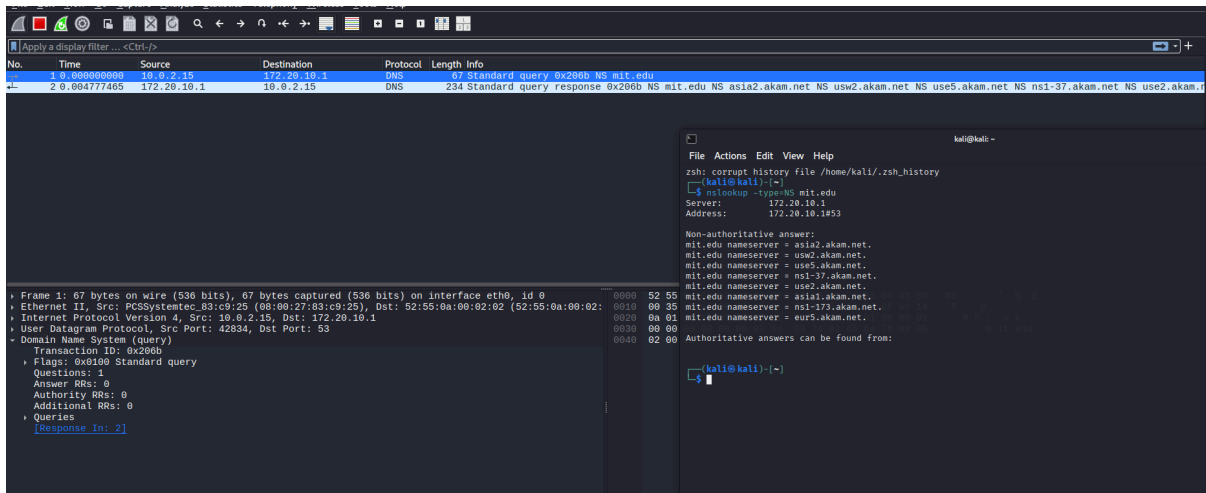 Apply a display filter ... <Ctrl-/>
No. Time Source Destination Protocol Length Info
1 0.000000000 10.0.2.15 172.20.10.1 DNS 67 Standard query 0x206b NS mit.edu
2 0.004777465 172.20.10.1 10.0.2.15 DNS 234 Standard query response 0x206b NS mit.edu NS asia2.akam.net NS usw2.akam.net NS use5.akam.net NS ns1-37.akam.net NS use2.akam.
kali@kali: ~
File Actions Edit View Help
zsh: corrupt history file /home/kali/.zsh_history
(kali㉿kali)-[~]
$ nslookup -type=NS mit.edu
Server: 172.20.10.1
Address: 172.20.10.1#53
Non-authoritative answer:
mit.edu nameserver = asia2.akam.net.
mit.edu nameserver = usw2.akam.net.
mit.edu nameserver = use5.akam.net.
mit.edu nameserver = ns1-37.akam.net.
mit.edu nameserver = use2.akam.net.
mit.edu nameserver = asia1.akam.net.
mit.edu nameserver = ns1-173.akam.net.
mit.edu nameserver = eur5.akam.net.
Authoritative answers can be found from:
(kali㉿kali)-[~]
$
Frame 1: 67 bytes on wire (536 bits), 67 bytes captured (536 bits) on interface eth0, id 0
Ethernet II, Src: PCSSystemtec_83:c9:25 (08:00:27:83:c9:25), Dst: 52:55:0a:00:02:02 (52:55:0a:00:02:
Internet Protocol Version 4, Src: 10.0.2.15, Dst: 172.20.10.1
User Datagram Protocol, Src Port: 42834, Dst Port: 53
Domain Name System (query)
Transaction ID: 0x206b
Flags: 0x0100 Standard query
Questions: 1
Answer RRs: 0
Authority RRs: 0
Additional RRs: 0
Queries
[Response In: 2]
0000 52 55
0010 00 35
0020 0a 01
0030 00 00
0040 02 00